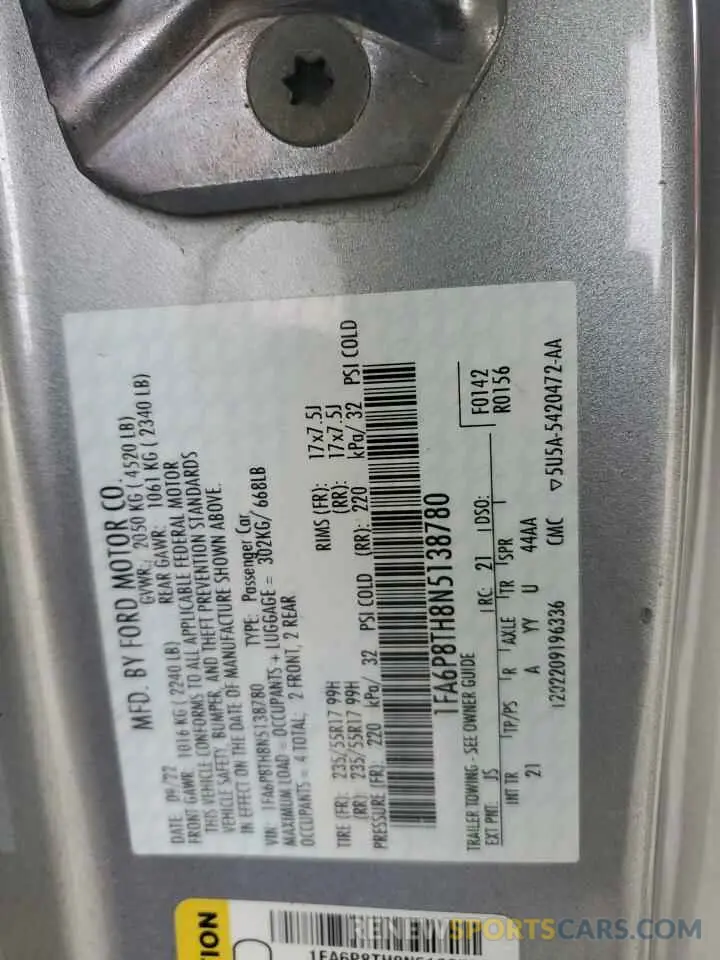 MFD. BY FORD MOTOR CO.
DATE 09/22 GVWR: 2050 KG ( 4520 LB)
FRONT GAWR: 1016 KG ( 2240 LB) REAR GAWR: 1061 KG ( 2340 LB)
THIS VEHICLE CONFORMS TO ALL APPLICABLE FEDERAL MOTOR
VEHICLE SAFETY, BUMPER, AND THEFT PREVENTION STANDARDS
IN EFFECT ON THE DATE OF MANUFACTURE SHOWN ABOVE.
VIN: 1FA6P8TH8N5138780 TYPE: Passenger Car
MAXIMUM LOAD = OCCUPANTS + LUGGAGE = 302KG/ 668LB
OCCUPANTS = 4 TOTAL; 2 FRONT, 2 REAR
TIRE (FR): 235/55R17 99H RIMS (FR): 17x7.5J
(RR): 235/55R17 99H (RR): 17x7.5J
PRESSURE (FR): 220 kPa/ 32 PSI COLD (RR): 220 kPa/ 32 PSI COLD
1FA6P8TH8N5138780
TRAILER TOWING - SEE OWNER GUIDE
EXT PNT: JS RC: 21 DSO: F0142
R0156
INT TR TP/PS R AXLE TR SPR
21 A YY U 44AA
1202209196336 CMC ▽5U5A-5420472-AA
RENEWSPORTSCARS.COM